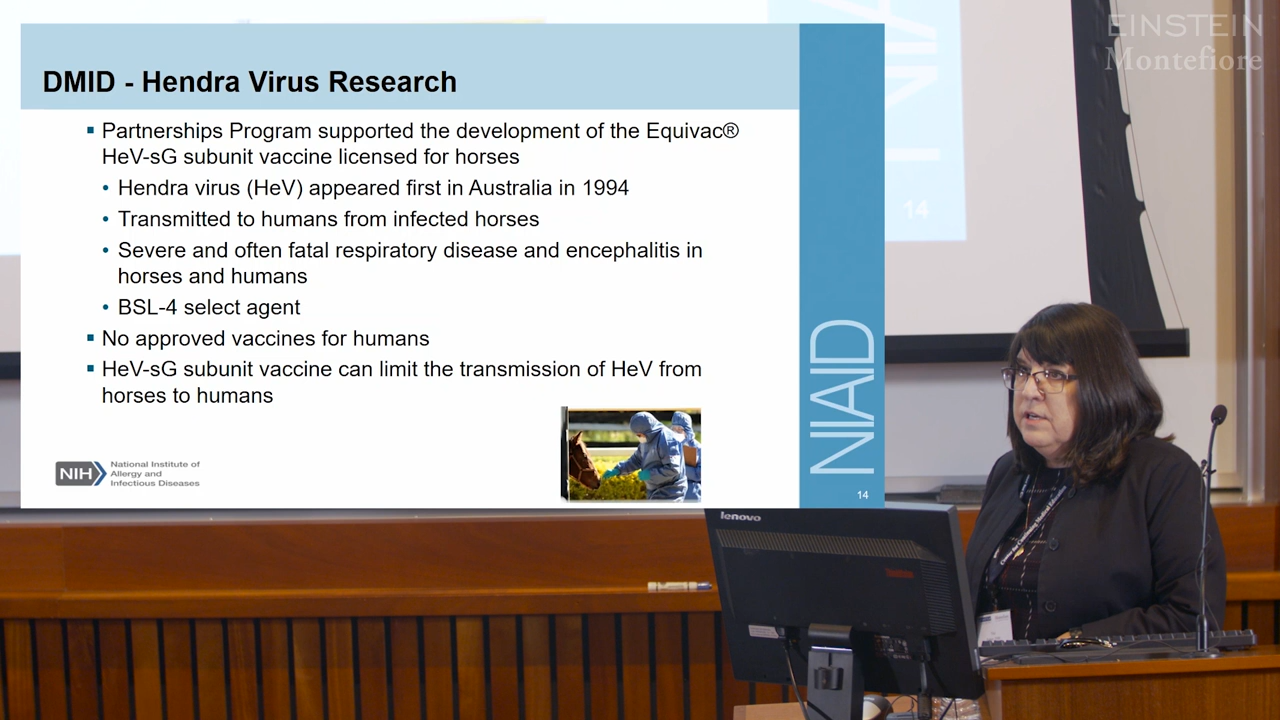 EINSTEIN
Montefiore
DMID - Hendra Virus Research
▪ Partnerships Program supported the development of the Equivac®
HeV-sG subunit vaccine licensed for horses
• Hendra virus (HeV) appeared first in Australia in 1994
• Transmitted to humans from infected horses
• Severe and often fatal respiratory disease and encephalitis in
horses and humans
• BSL-4 select agent
▪ No approved vaccines for humans
▪ HeV-sG subunit vaccine can limit the transmission of HeV from
horses to humans
NIH
National Institute of
Allergy and
Infectious Diseases
NIAID
14
14
lenovo